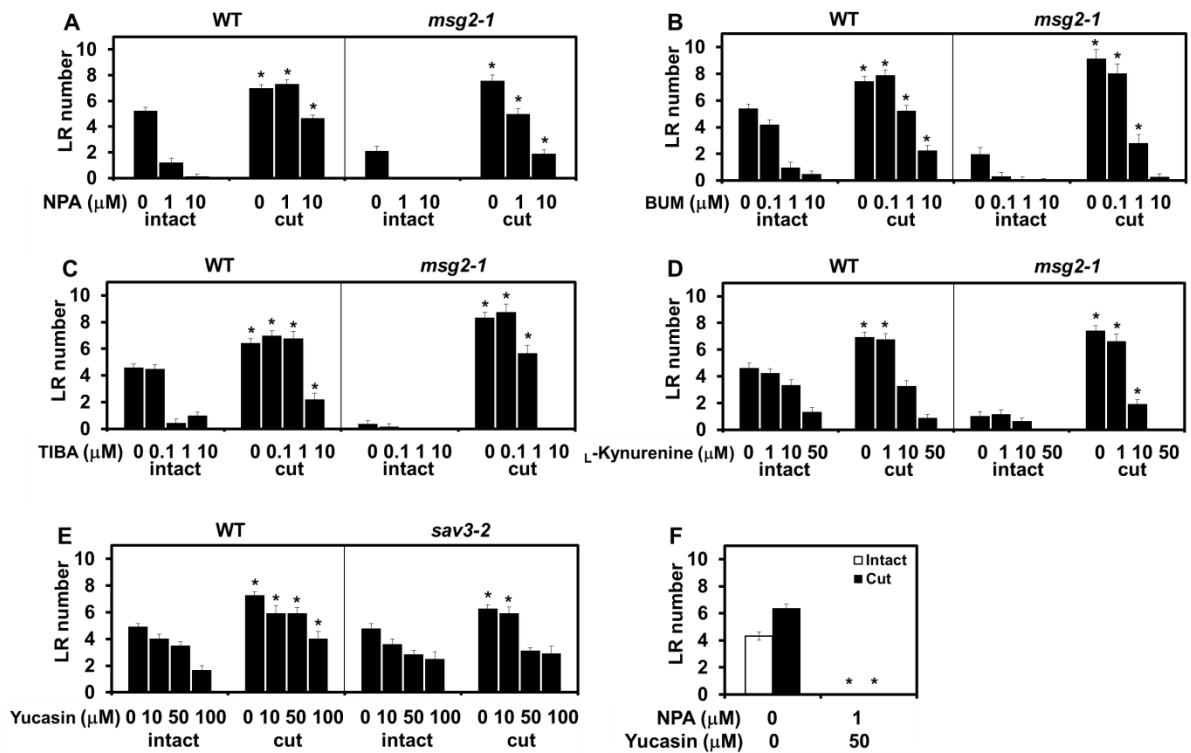 A WT msg2-1
LR number
10
8
6
4
2
0
* * * * * *
NPA (μM) 0 1 10 0 1 10 0 1 10 0 1 10
intact cut intact cut
B WT msg2-1
LR number
10
8
6
4
2
0
* * * * * * *
BUM (μM) 0 0.1 1 10 0 0.1 1 10 0 0.1 1 10 0 0.1 1 10
intact cut intact cut
C WT msg2-1
LR number
10
8
6
4
2
0
* * * * * * *
TIBA (μM) 0 0.1 1 10 0 0.1 1 10 0 0.1 1 10 0 0.1 1 10
intact cut intact cut
D WT msg2-1
LR number
10
8
6
4
2
0
* * * * *
L-Kynurenine (μM) 0 1 10 50 0 1 10 50 0 1 10 50 0 1 10 50
intact cut intact cut
E WT sav3-2
LR number
10
8
6
4
2
0
* * * * * *
Yucasin (μM) 0 10 50 100 0 10 50 100 0 10 50 100 0 10 50 100
intact cut intact cut
F
LR number
10
8
6
4
2
0
Intact
Cut
* *
NPA (μM) 0 1
Yucasin (μM) 0 50